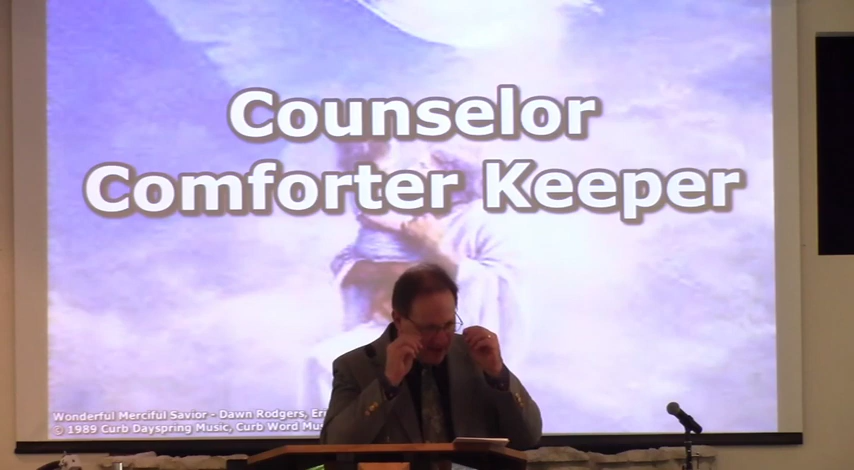 Counselor
Comforter Keeper
Wonderful Merciful Savior - Dawn Rodgers,
© 1989 Curb Dayspring Music, Curb Word